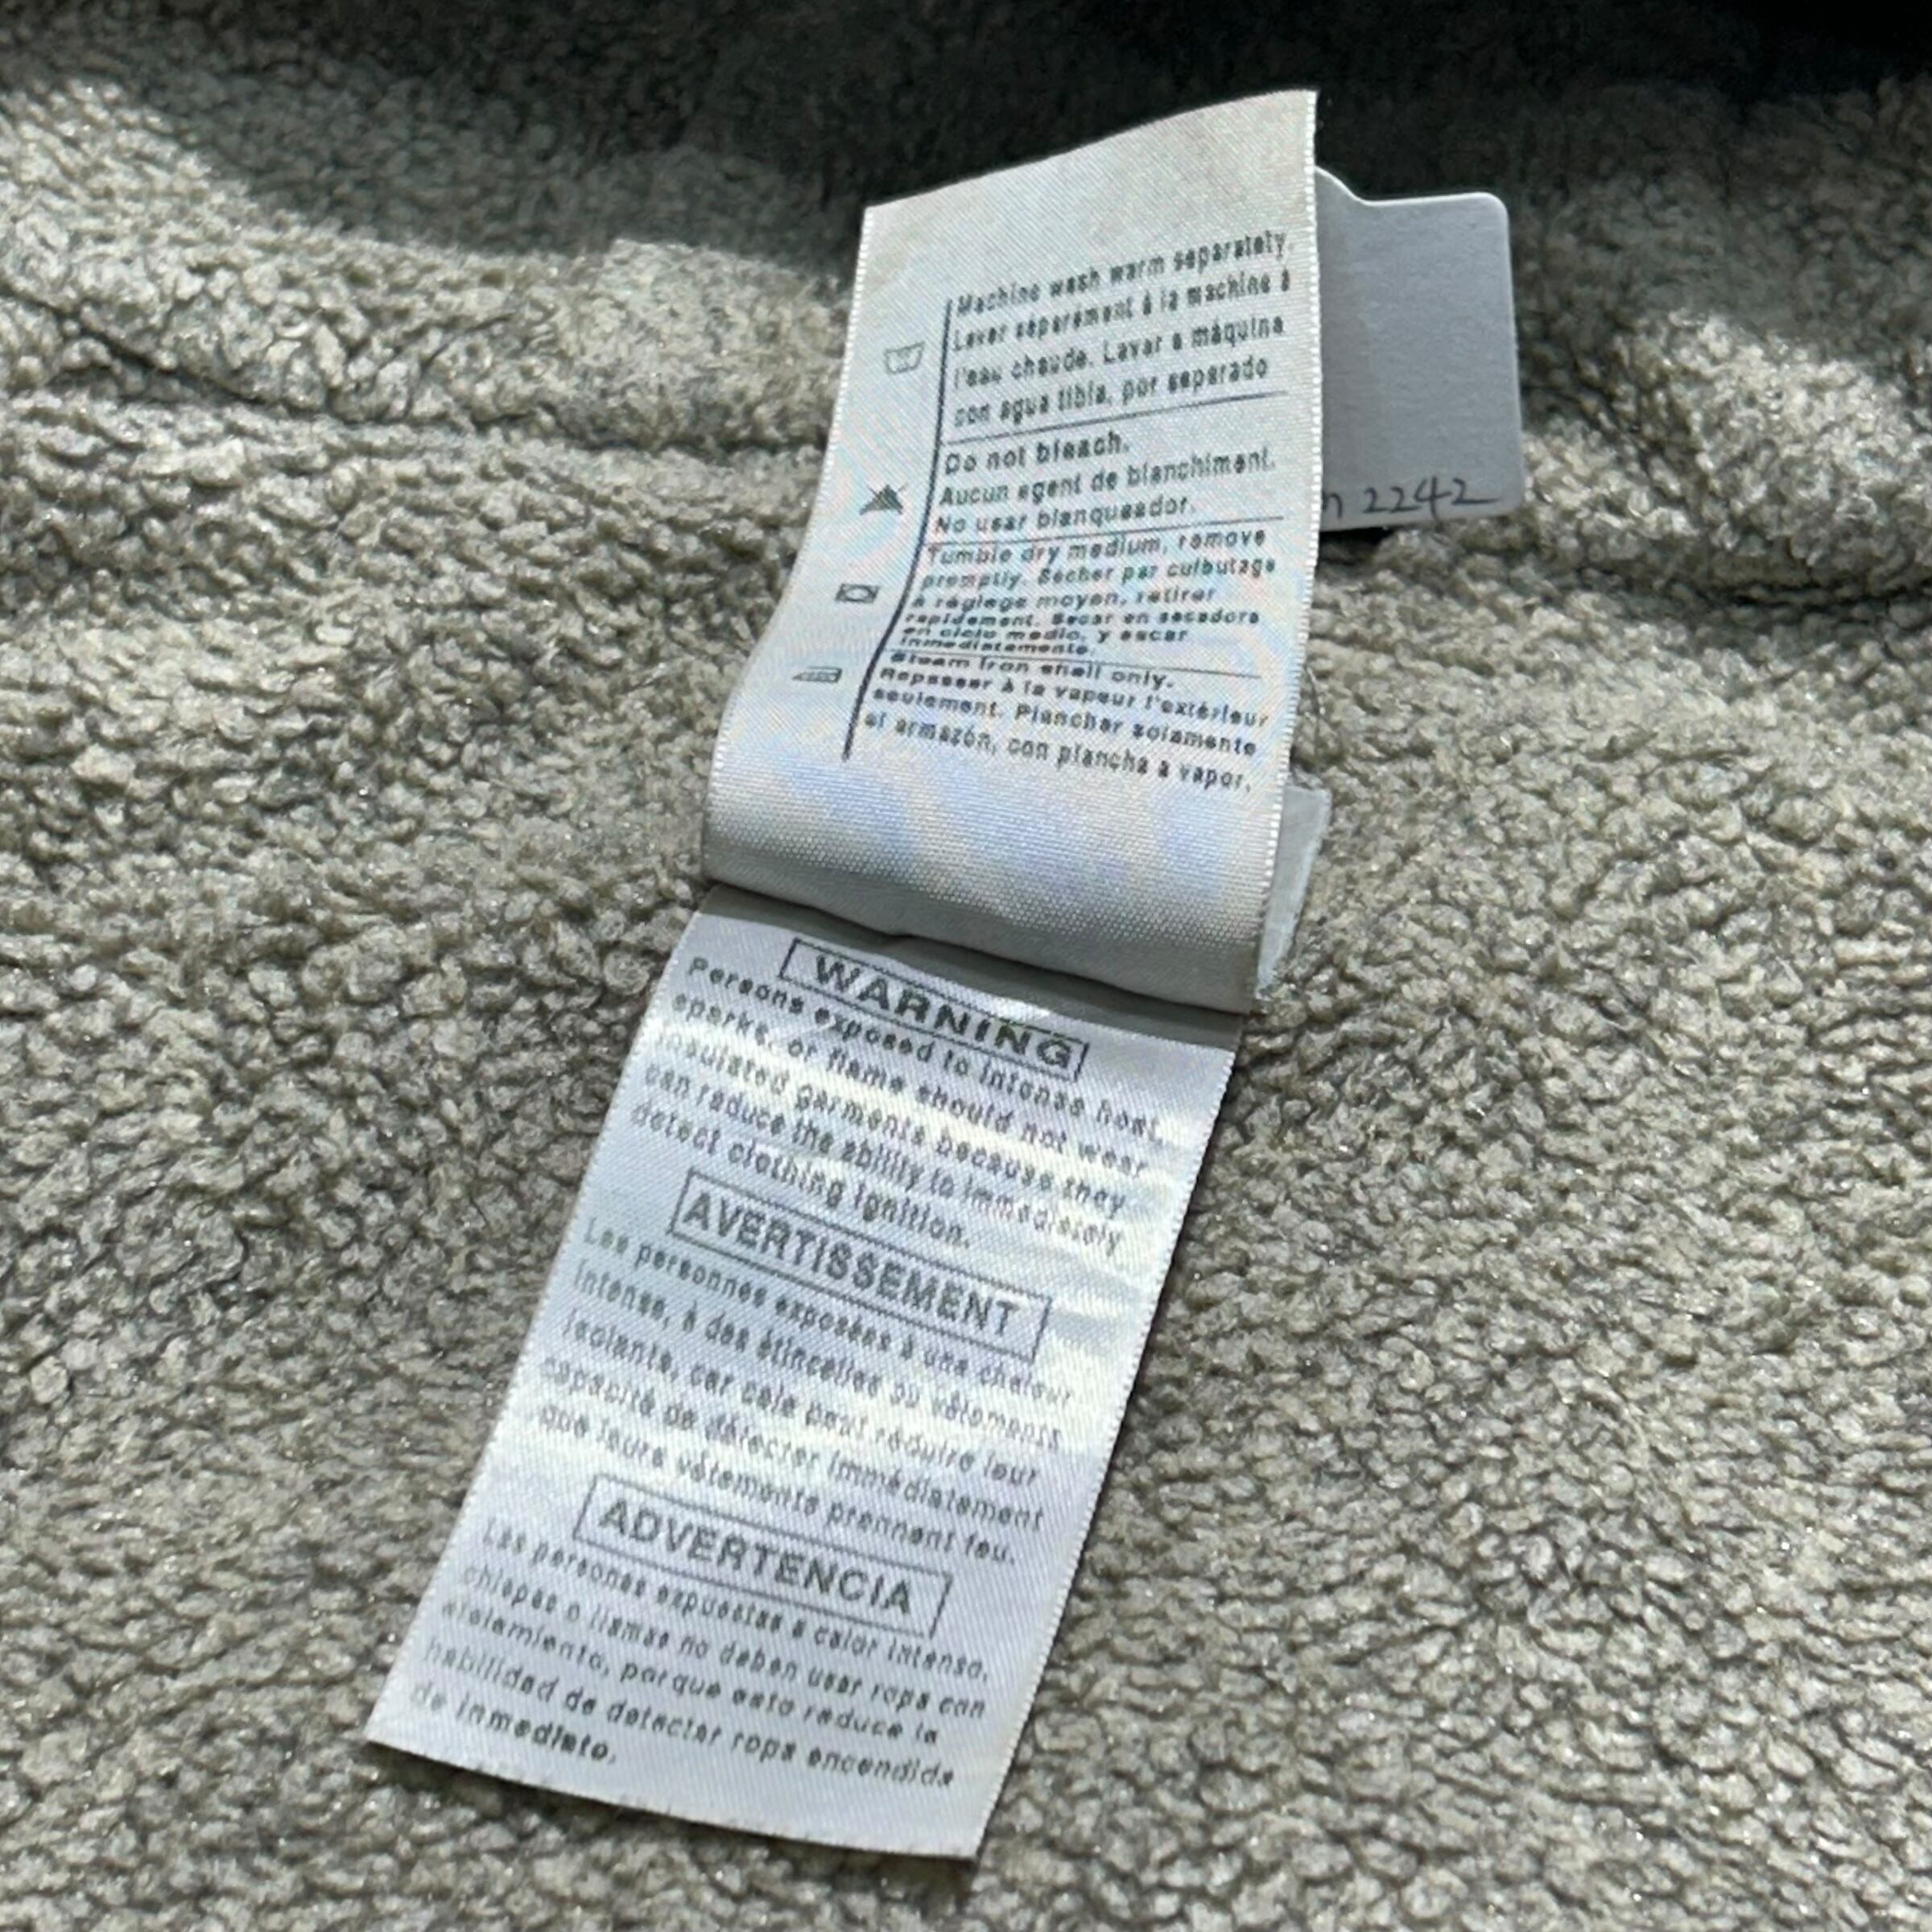 Machine wash warm separately.
Laver séparément à la machine à
l'eau chaude. Lavar a máquina
con agua tibia, por separado
Do not bleach.
Aucun agent de blanchiment.
No usar blanqueador.
Tumble dry medium, remove
promptly. Sécher par culbutage
à réglage moyen, retirer
rapidement. Secar en secadora
en ciclo medio, y sacar
inmediatamente.
Steam iron shell only.
Repasser à la vapeur l'extérieur
seulement. Planchar solamente
el armazón, con plancha a vapor.
2242
WARNING
Persons exposed to intense heat,
sparks, or flame should not wear
insulated garments because they
can reduce the ability to immediately
detect clothing ignition.
AVERTISSEMENT
Les personnes exposées à une chaleur
intense, à des étincelles ou vêtements
isolants, car cela peut réduire leur
capacité de détecter immédiatement
que leurs vêtements prennent feu.
ADVERTENCIA
Las personas expuestas a calor intenso,
chispas o llamas no deben usar ropa con
aislamiento, porque esto reduce la
habilidad de detectar ropa encendida
de inmediato.